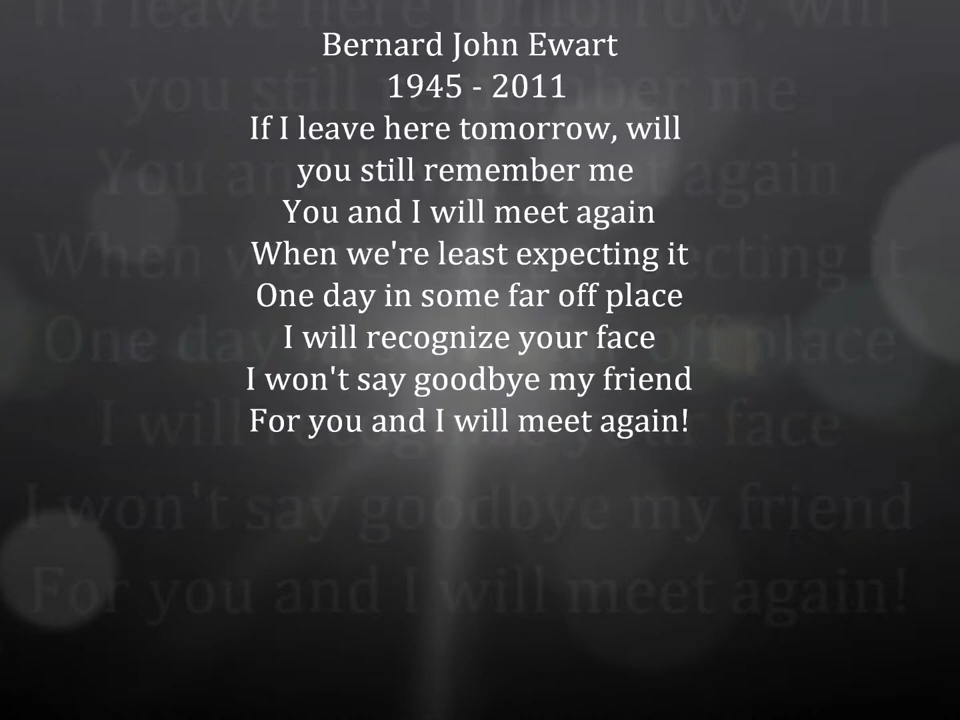 Bernard John Ewart
1945 - 2011
If I leave here tomorrow, will
you still remember me
You and I will meet again
When we're least expecting it
One day in some far off place
I will recognize your face
I won't say goodbye my friend
For you and I will meet again!